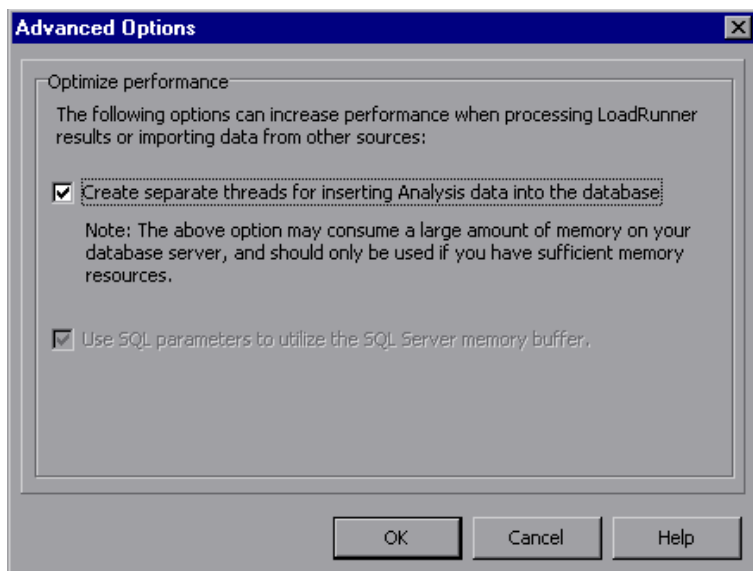 Advanced Options
Optimize performance
The following options can increase performance when processing LoadRunner
results or importing data from other sources:
Create separate threads for inserting Analysis data into the database
Note: The above option may consume a large amount of memory on your
database server, and should only be used if you have sufficient memory
resources.
Use SQL parameters to utilize the SQL Server memory buffer.
OK
Cancel
Help